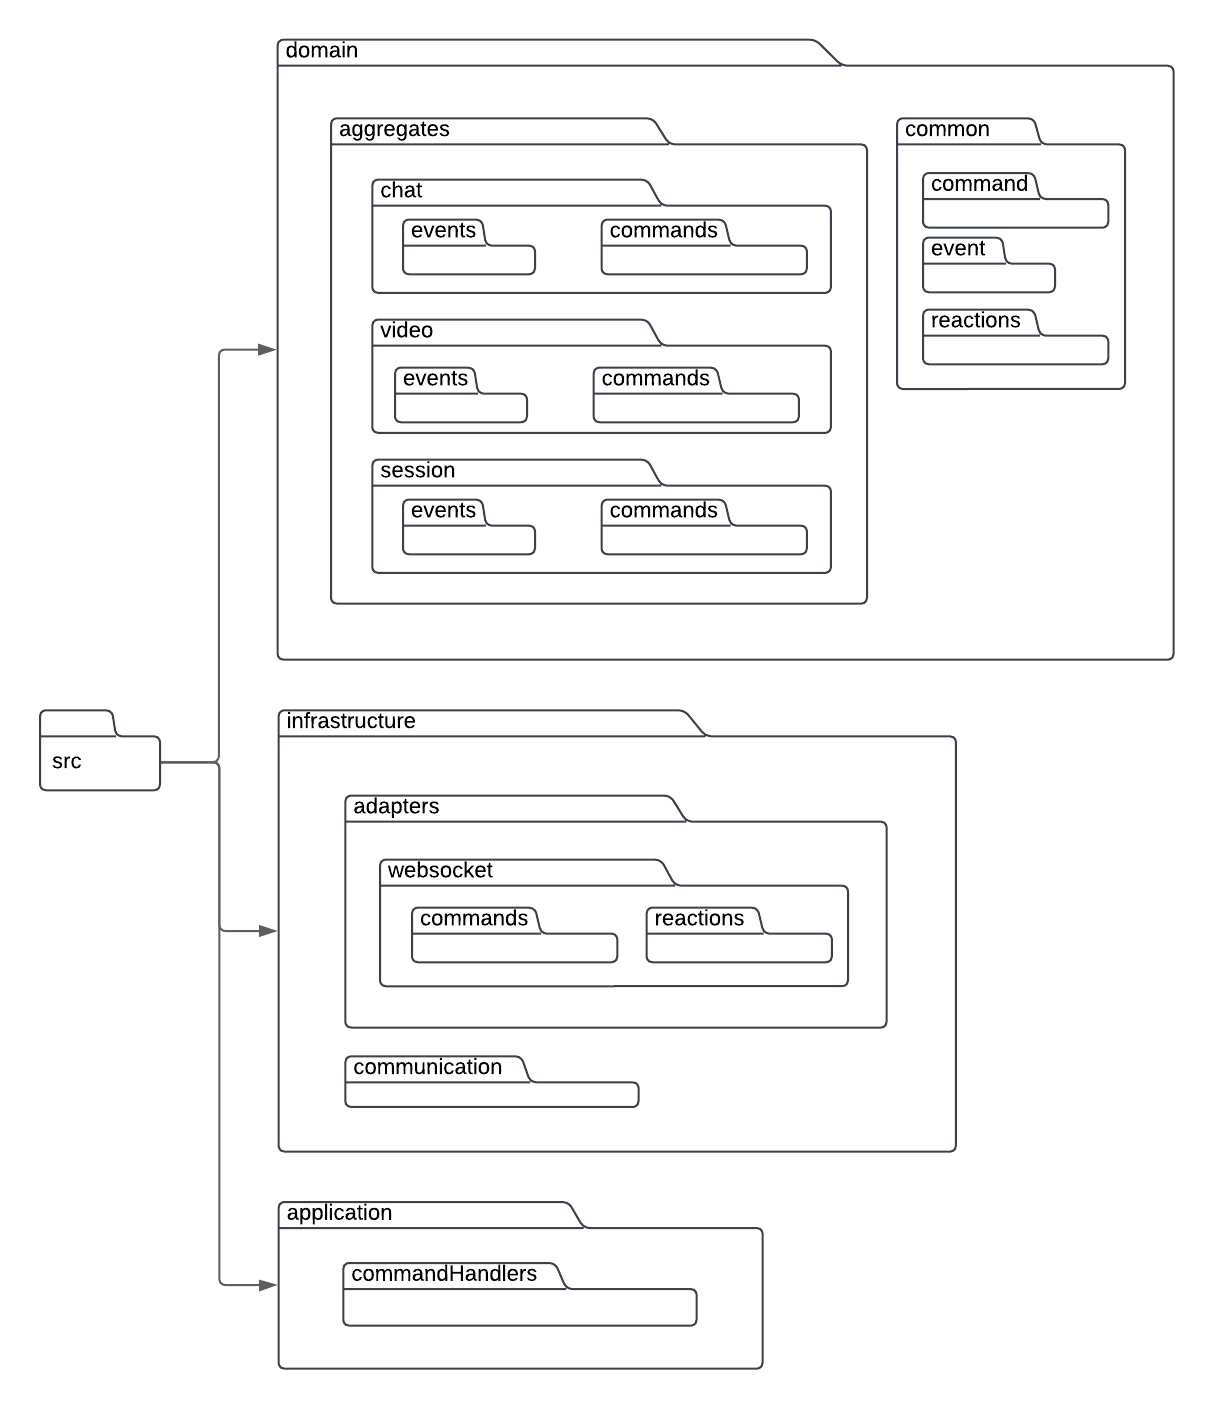 domain
aggregates
chat
events
commands
video
events
commands
session
events
commands
common
command
event
reactions
src
infrastructure
adapters
websocket
commands
reactions
communication
application
commandHandlers